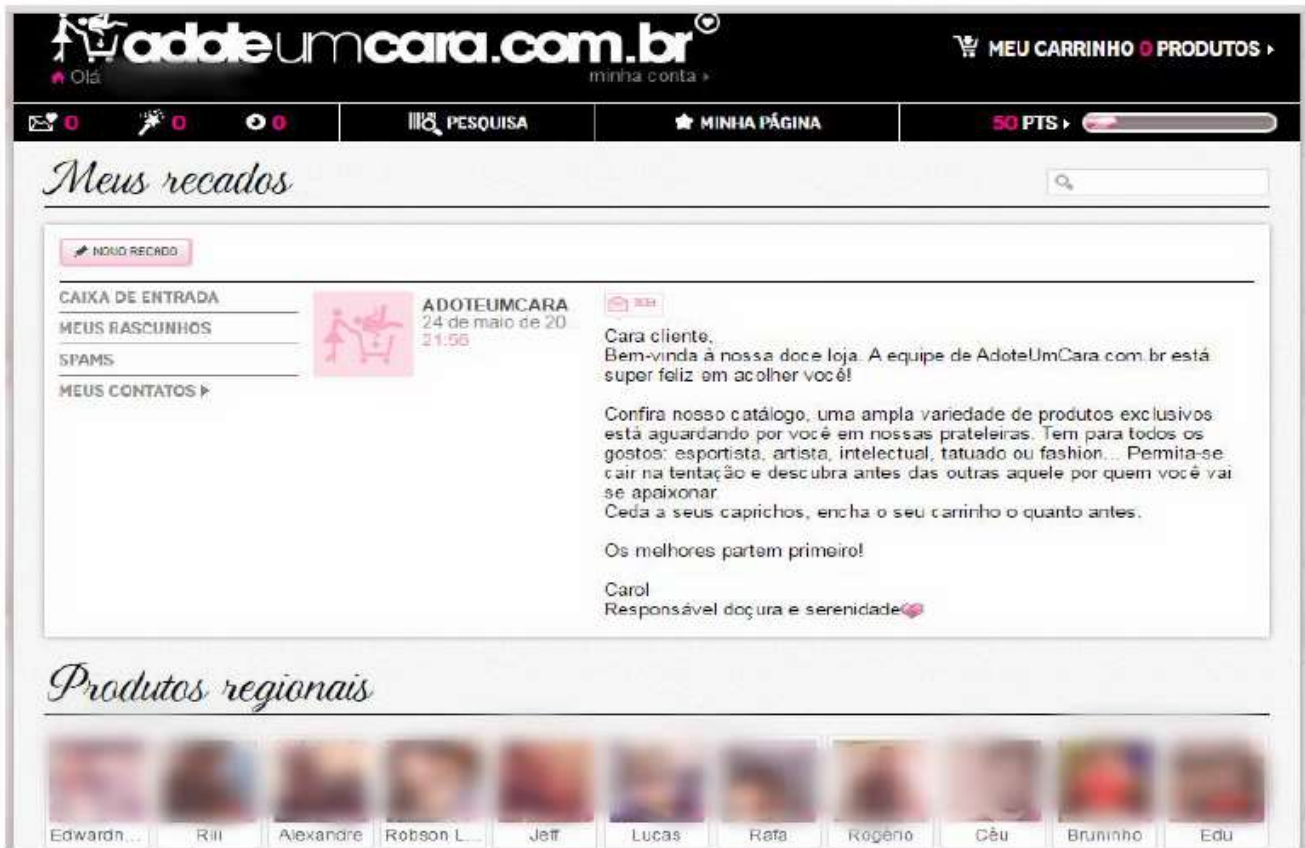 adoteumcara.com.br
MEU CARRINHO 0 PRODUTOS
Olá
minha conta
0 0 0 PESQUISA MINHA PÁGINA 50 PTS
Meus recados
NOVO RECADO
CAIXA DE ENTRADA
MEUS RASCUNHOS
SPAMS
MEUS CONTATOS
ADOTEUMCARA
24 de maio de 20...
21:56
Cara cliente,
Bem-vinda à nossa doce loja. A equipe de AdoteUmCara.com.br está
super feliz em acolher você!
Confira nosso catálogo, uma ampla variedade de produtos exclusivos
está aguardando por você em nossas prateleiras. Tem para todos os
gostos: esportista, artista, intelectual, tatuado ou fashion... Permita-se
cair na tentação e descubra antes das outras aquele por quem você vai
se apaixonar.
Ceda a seus caprichos, encha o seu carrinho o quanto antes.
Os melhores partem primeiro!
Carol
Responsável doçura e serenidade
Produtos regionais
Edwardn... Rili Alexandre Robson L... Jeff Lucas Rafa Rogério Céu Bruninho Edu